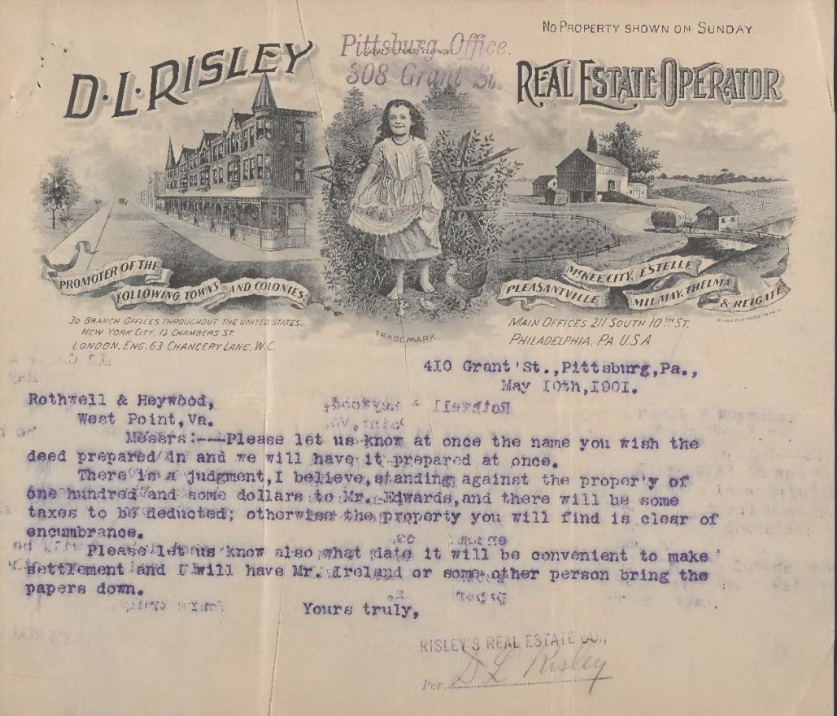 No Property shown on Sunday.
Pittsburg Office.
308 Grant St.
D.L. RISLEY
REAL ESTATE OPERATOR
PROMOTER OF THE
FOLLOWING TOWNS AND COLONIES.
McKEE CITY, ESTELLE
PLEASANTVILLE
MILMAY, THELMA
& REIGATE
30 BRANCH OFFICES THROUGHOUT THE UNITED STATES.
NEW YORK CITY, 13 CHAMBERS ST.
LONDON, ENG. 63 CHANCERY LANE, W.C.
TRADEMARK
MAIN OFFICES 211 SOUTH 10TH ST.
PHILADELPHIA, PA U.S.A
410 Grant St.,Pittsburg,Pa.,
May 10th,1901.
Rothwell & Heywood,
West Point,Va.
Messrs:---Please let us know at once the name you wish the
deed prepared in and we will have it prepared at once.
There is a judgment,I believe,standing against the property of
one hundred and some dollars to Mr. Edwards,and there will be some
taxes to be deducted; otherwise the property you will find is clear of
encumbrance.
Please let us know also what date it will be convenient to make
settlement and I will have Mr. Ireland or some other person bring the
papers down.
Yours truly,
RISLEY'S REAL ESTATE CO.,
Per D L Risley